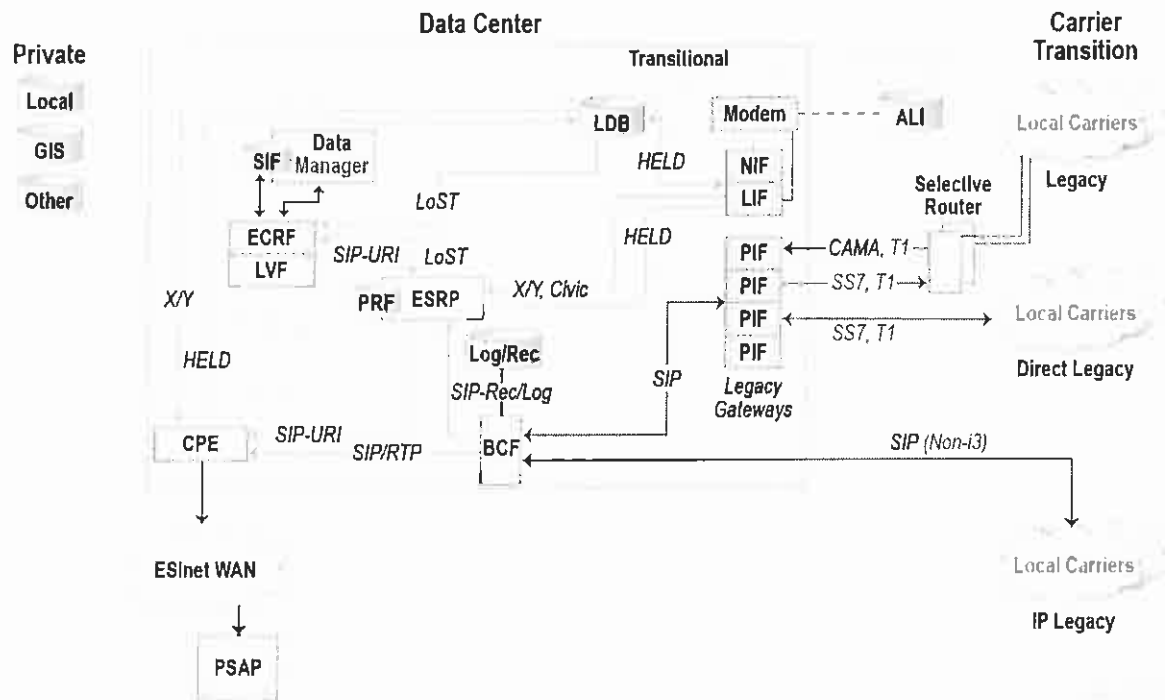 Data Center
Carrier
Transition
Private
Transitional
Local
GIS
Other
LDB
Modem
ALI
Local Carriers
Legacy
SIF
Data
Manager
HELD
NIF
LIF
LoST
Selective
Router
ECRF
LVF
SIP-URI
LoST
HELD
PIF
PIF
PIF
PIF
CAMA, T1
SS7, T1
SS7, T1
Local Carriers
Direct Legacy
X/Y
PRF
ESRP
X/Y, Civic
HELD
Log/Rec
SIP-Rec/Log
SIP
Legacy
Gateways
CPE
SIP-URI
SIP/RTP
BCF
SIP (Non-i3)
ESInet WAN
Local Carriers
IP Legacy
PSAP